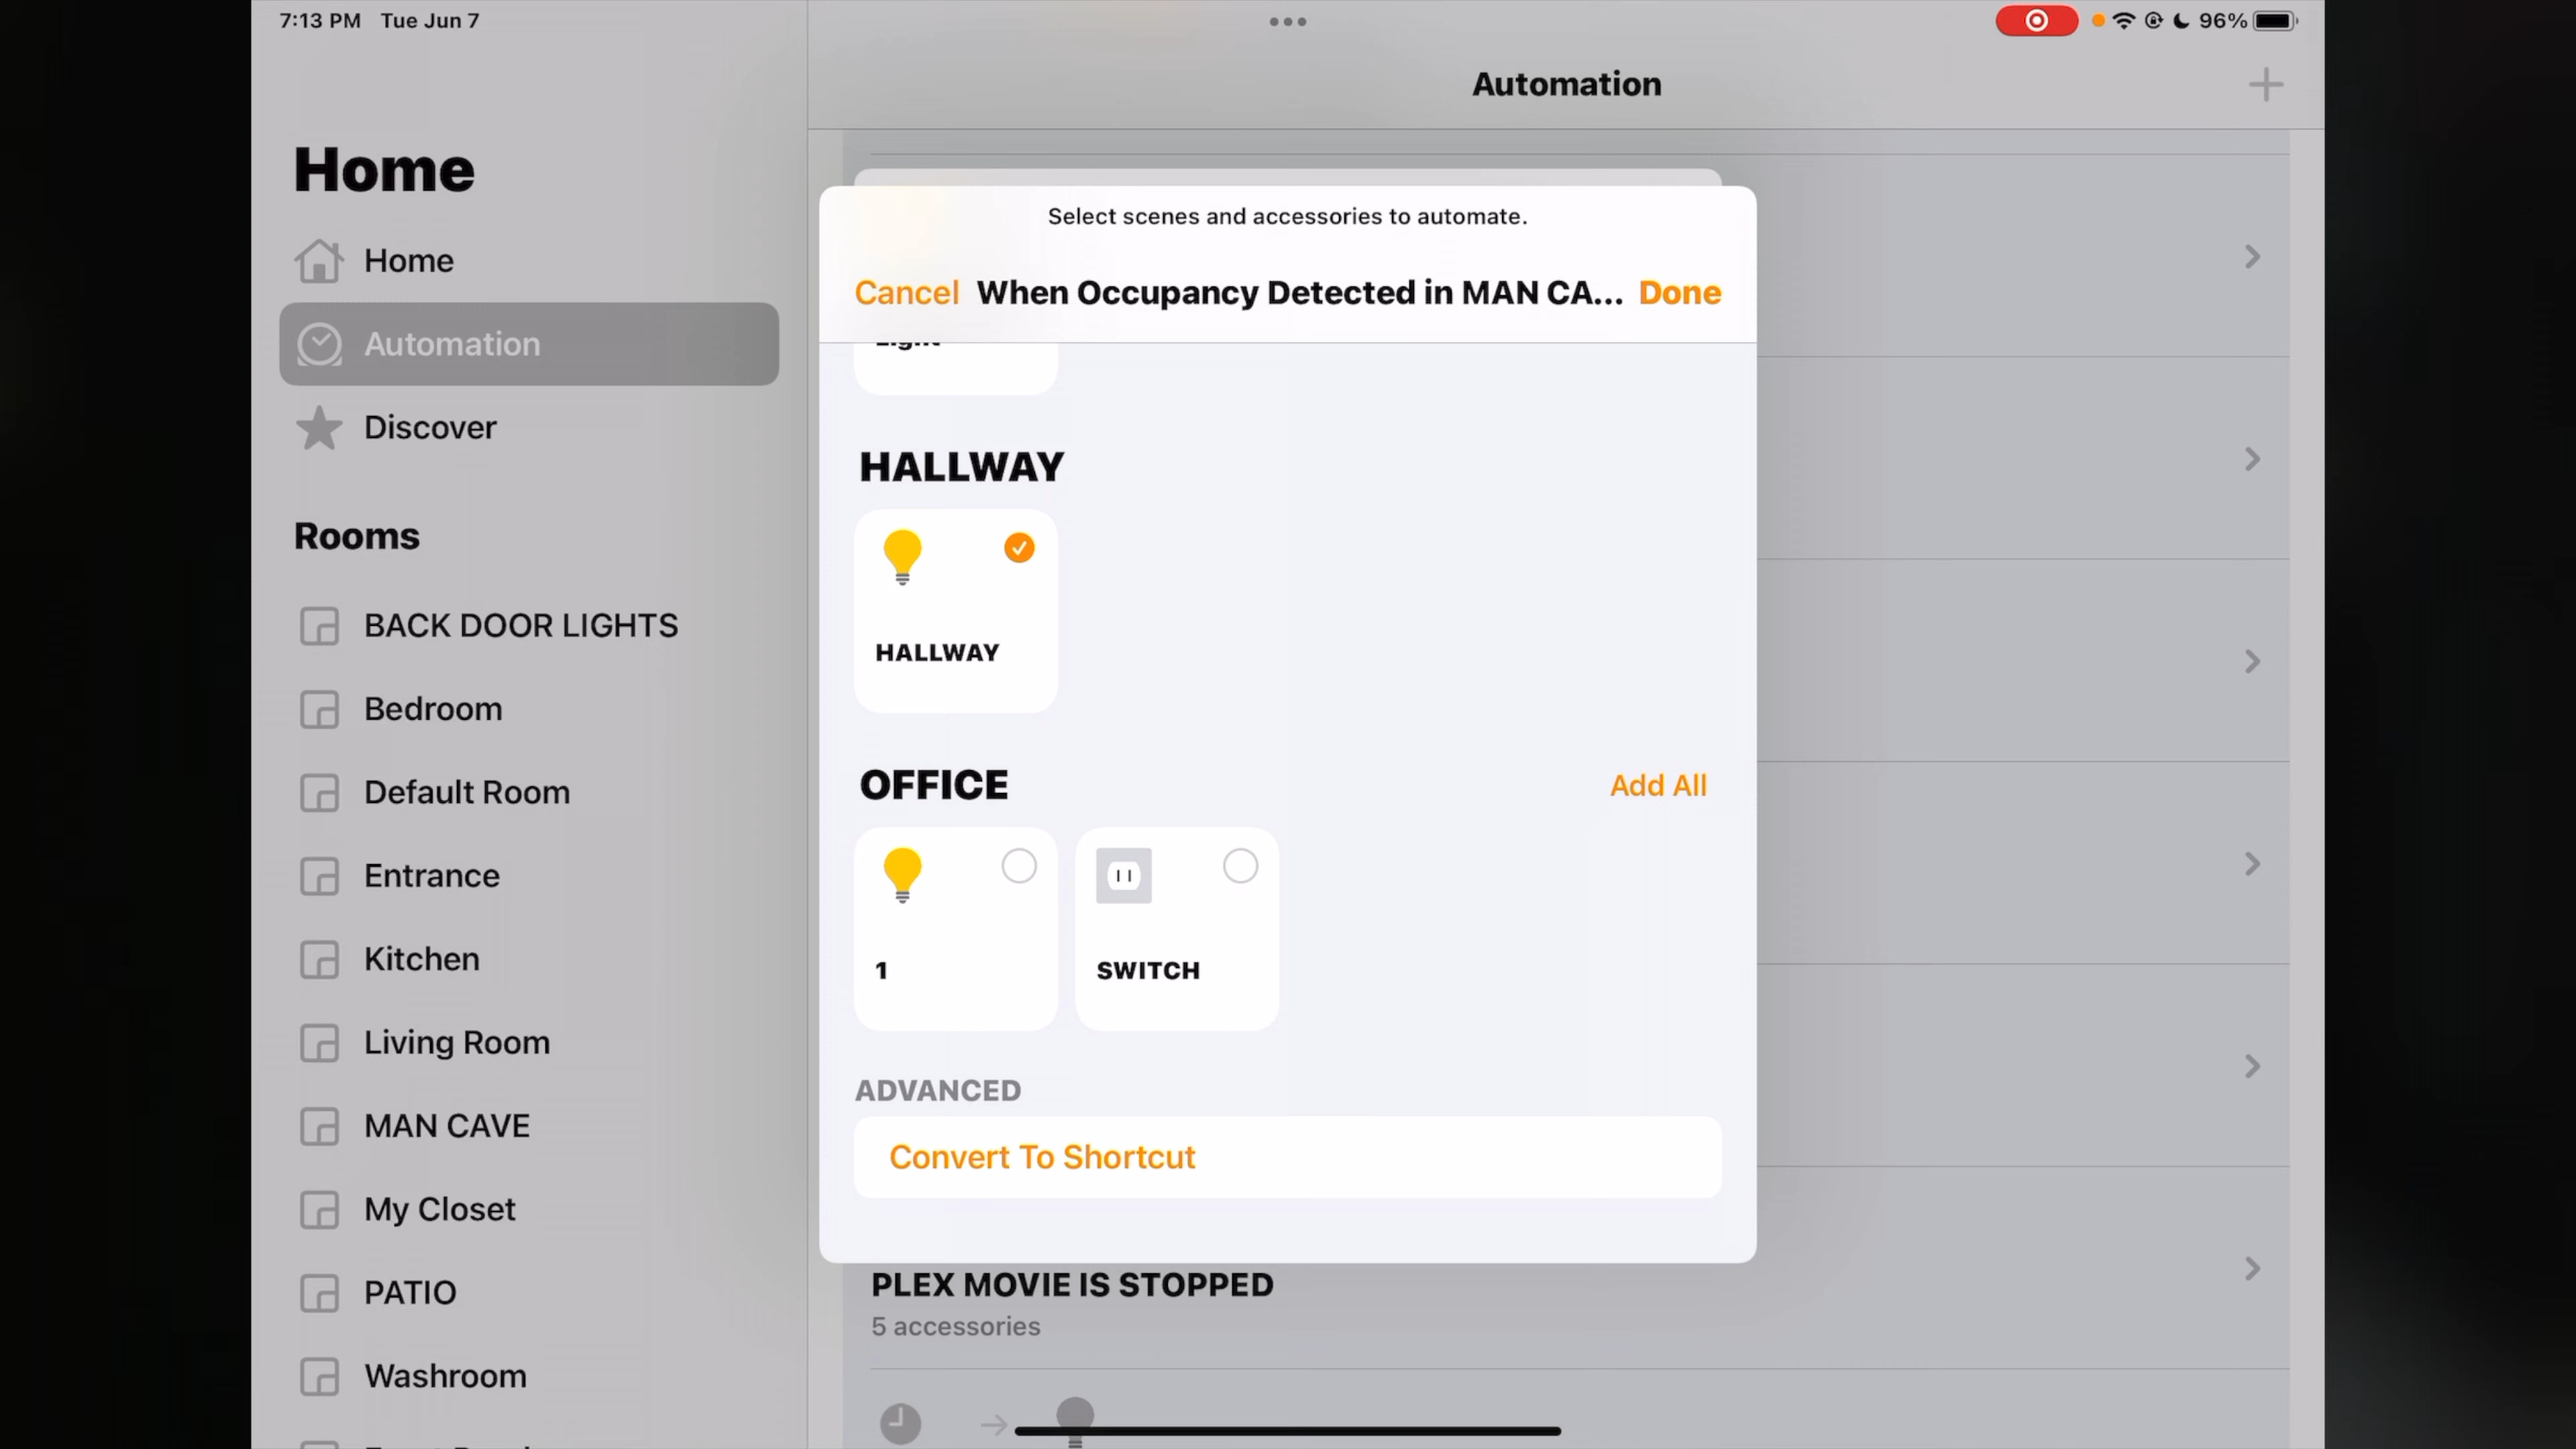 7:13 PM Tue Jun 7
96%
Automation
Home
Home
Automation
Discover
Rooms
BACK DOOR LIGHTS
Bedroom
Default Room
Entrance
Kitchen
Living Room
MAN CAVE
My Closet
PATIO
Washroom
Select scenes and accessories to automate.
Cancel When Occupancy Detected in MAN CA... Done
Light
HALLWAY
HALLWAY
OFFICE Add All
1 SWITCH
ADVANCED
Convert To Shortcut
PLEX MOVIE IS STOPPED
5 accessories